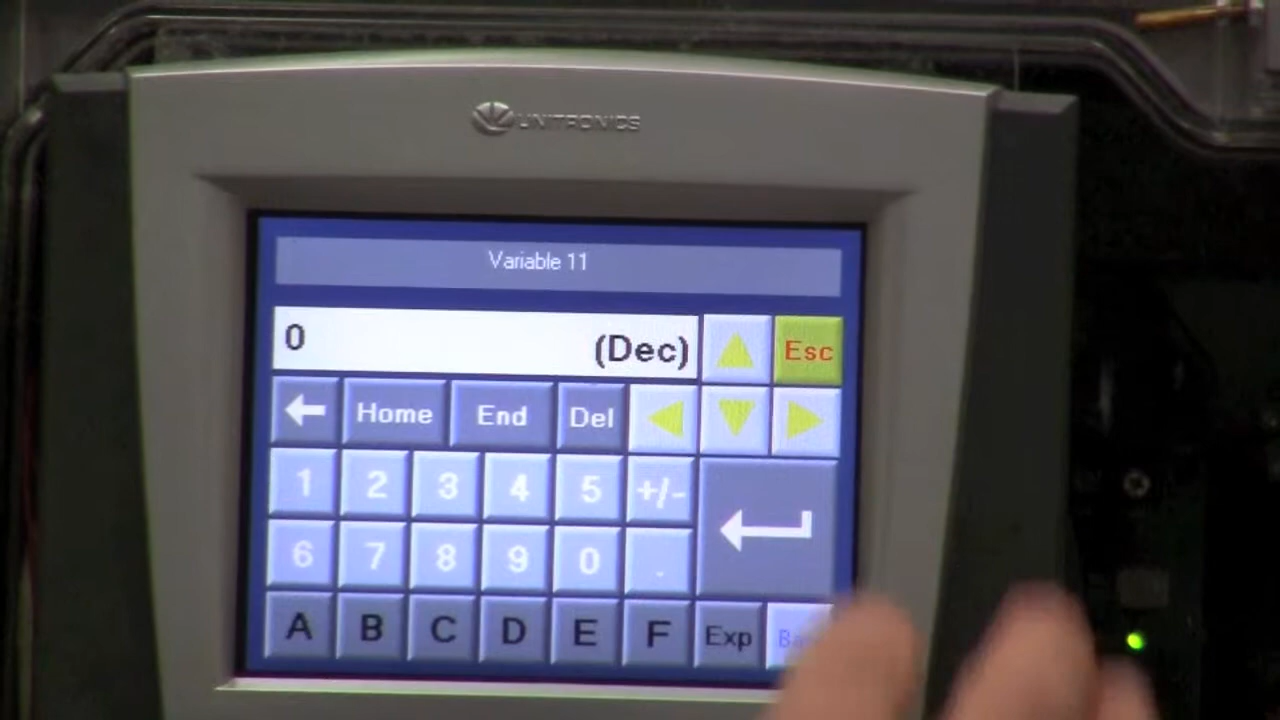 UNITRONICS
Variable 11
0 (Dec) Esc
Home End Del
1 2 3 4 5 +/-
6 7 8 9 0 .
A B C D E F Exp